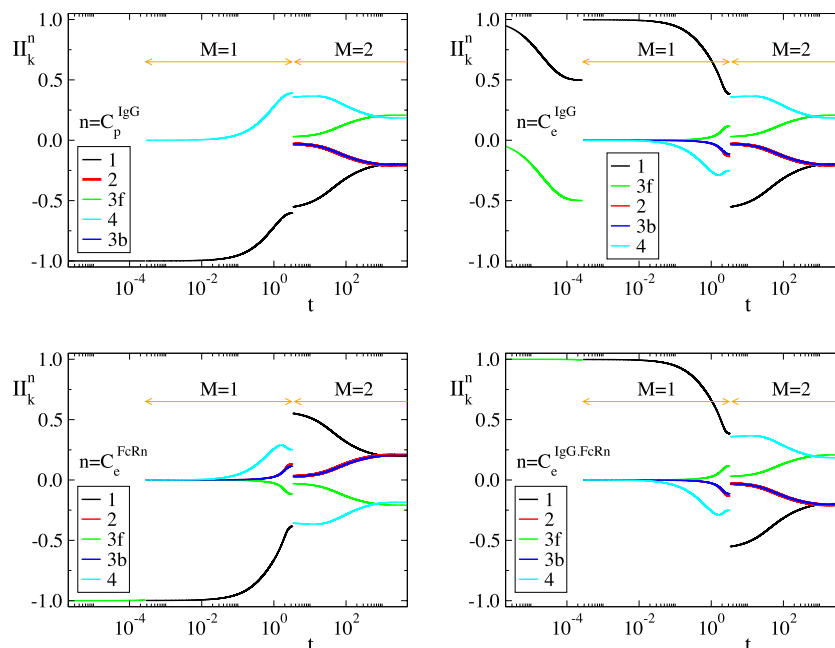 1.0
II_k^n
M=1
M=2
0.5
n=C_p^IgG
0.0
1
2
3f
4
3b
-0.5
-1.0
10^-4
10^-2
10^0
10^2
t
1.0
II_k^n
M=1
M=2
0.5
n=C_e^IgG
0.0
1
3f
2
3b
4
-0.5
-1.0
10^-4
10^-2
10^0
10^2
t
1.0
II_k^n
M=1
M=2
0.5
n=C_e^FcRn
0.0
1
2
3f
3b
4
-0.5
-1.0
10^-4
10^-2
10^0
10^2
t
1.0
II_k^n
M=1
M=2
0.5
n=C_e^IgG.FcRn
0.0
1
2
3f
3b
4
-0.5
-1.0
10^-4
10^-2
10^0
10^2
t